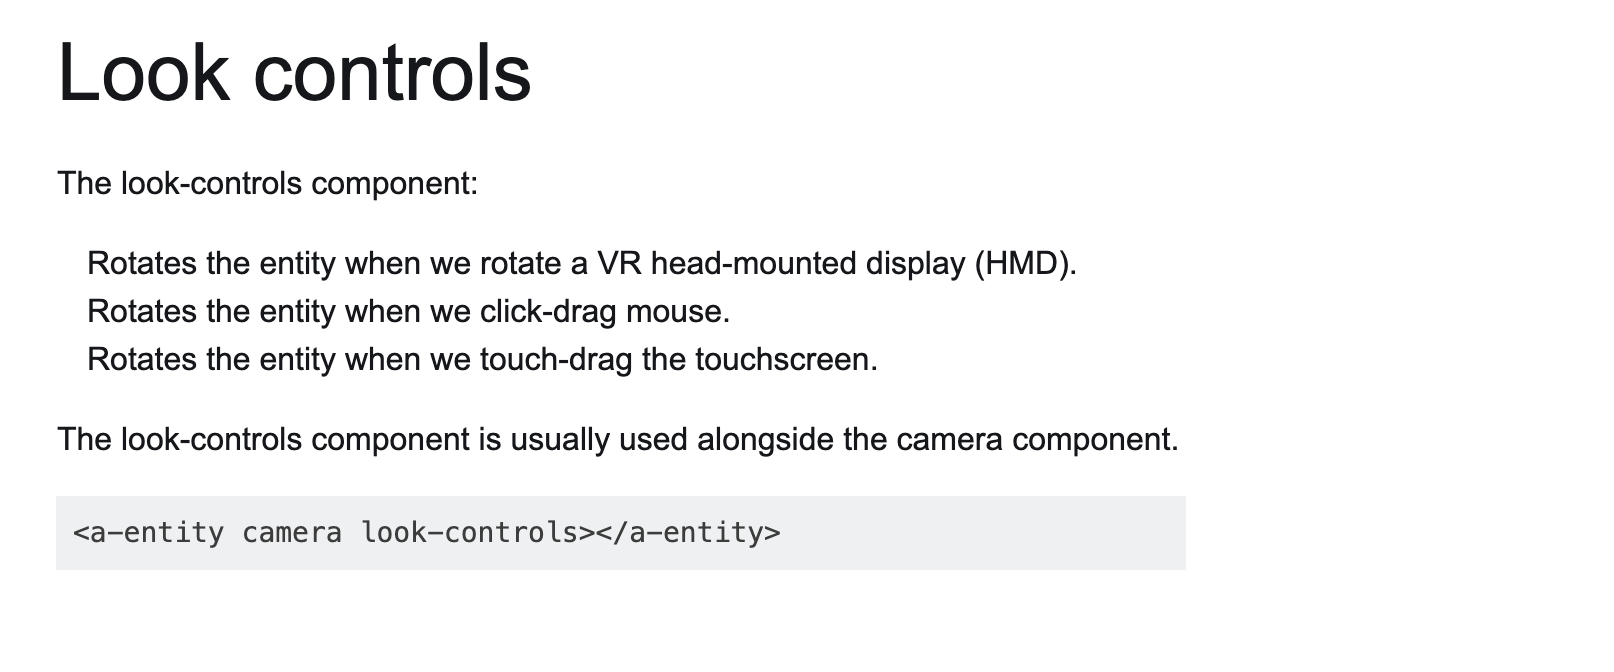 Look controls
The look-controls component:
Rotates the entity when we rotate a VR head-mounted display (HMD).
Rotates the entity when we click-drag mouse.
Rotates the entity when we touch-drag the touchscreen.
The look-controls component is usually used alongside the camera component.
<a-entity camera look-controls></a-entity>